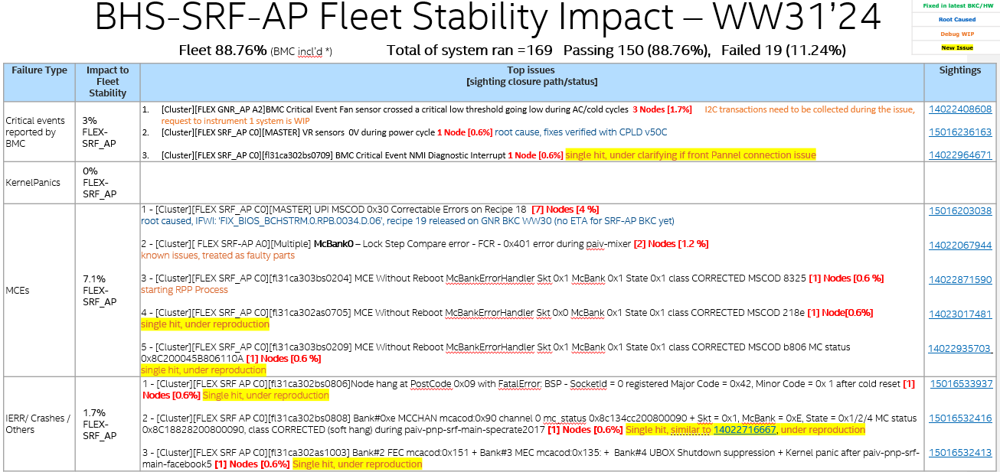 BHS-SRF-AP Fleet Stability Impact – WW31’24
Fixed in latest BKC/HW
Root Caused
Debug WIP
New Issue
Fleet 88.76% (BMC incl’d *) Total of system ran =169 Passing 150 (88.76%), Failed 19 (11.24%)
Failure Type
Impact to Fleet Stability
Top issues
[sighting closure path/status]
Sightings
Critical events reported by BMC
3%
FLEX-
SRF_AP
1. [Cluster][FLEX GNR_AP A2]BMC Critical Event Fan sensor crossed a critical low threshold going low during AC/cold cycles 3 Nodes [1.7%] I2C transactions need to be collected during the issue,
request to instrument 1 system is WIP
2. [Cluster][FLEX SRF_AP C0][MASTER] VR sensors 0V during power cycle 1 Node [0.6%] root cause, fixes verified with CPLD v50C
3. [Cluster][FLEX SRF_AP C0][fl31ca302bs0709] BMC Critical Event NMI Diagnostic Interrupt 1 Node [0.6%] single hit, under clarifying if front Pannel connection issue
14022408608
15016236163
14022964671
KernelPanics
0%
FLEX-
SRF_AP
MCEs
7.1%
FLEX-
SRF_AP
1 - [Cluster][FLEX SRF_AP C0][MASTER] UPI MSCOD 0x30 Correctable Errors on Recipe 18 [7] Nodes [4 %]
root caused, IFWI: ‘FIX_BIOS_BCHSTRM.0.RPB.0034.D.06’, recipe 19 released on GNR BKC WW30 (no ETA for SRF-AP BKC yet)
2 - [Cluster][ FLEX SRF-AP A0][Multiple] McBank0 – Lock Step Compare error - FCR - 0x401 error during paiv-mixer [2] Nodes [1.2 %]
known issues, treated as faulty parts
3 - [Cluster][FLEX SRF_AP C0][fl31ca303bs0204] MCE Without Reboot McBankErrorHandler Skt 0x1 McBank 0x1 State 0x1 class CORRECTED MSCOD 8325 [1] Nodes [0.6 %]
starting RPP Process
4 - [Cluster][FLEX SRF_AP C0][fl31ca302as0705] MCE Without Reboot McBankErrorHandler Skt 0x0 McBank 0x1 State 0x1 class CORRECTED MSCOD 218e [1] Node[0.6%]
single hit, under reproduction
5 - [Cluster][FLEX SRF_AP C0][fl31ca303bs0209] MCE Without Reboot McBankErrorHandler Skt 0x1 McBank 0x1 State 0x1 class CORRECTED MSCOD b806 MC status
0x8C200045B806110A [1] Nodes [0.6 %]
single hit, under reproduction
15016203038
14022067944
14022871590
14023017481
14022935703
IERR/ Crashes /
Others
1.7%
FLEX-
SRF_AP
1 - [Cluster][FLEX SRF AP C0][fl31ca302bs0806]Node hang at PostCode 0x09 with FatalError: BSP - SocketId = 0 registered Major Code = 0x42, Minor Code = 0x 1 after cold reset [1]
Nodes [0.6%] Single hit, under reproduction
2 - [Cluster][FLEX SRF AP C0][fl31ca302bs0808] Bank#0xe MCCHAN mcacod:0x90 channel 0 mc_status 0x8c134cc200800090 + Skt = 0x1, McBank = 0xE, State = 0x1/2/4 MC status
0x8C18828200800090, class CORRECTED (soft hang) during paiv-pnp-srf-main-specrate2017 [1] Nodes [0.6%] Single hit, similar to 14022716667, under reproduction
3 - [Cluster][FLEX SRF AP C0][fl31ca302as1003] Bank#2 FEC mcacod:0x151 + Bank#3 MEC mcacod:0x135: + Bank#4 UBOX Shutdown suppression + Kernel panic after paiv-pnp-srf-
main-facebook5 [1] Nodes [0.6%] Single hit, under reproduction
15016533937
15016532416
15016532413